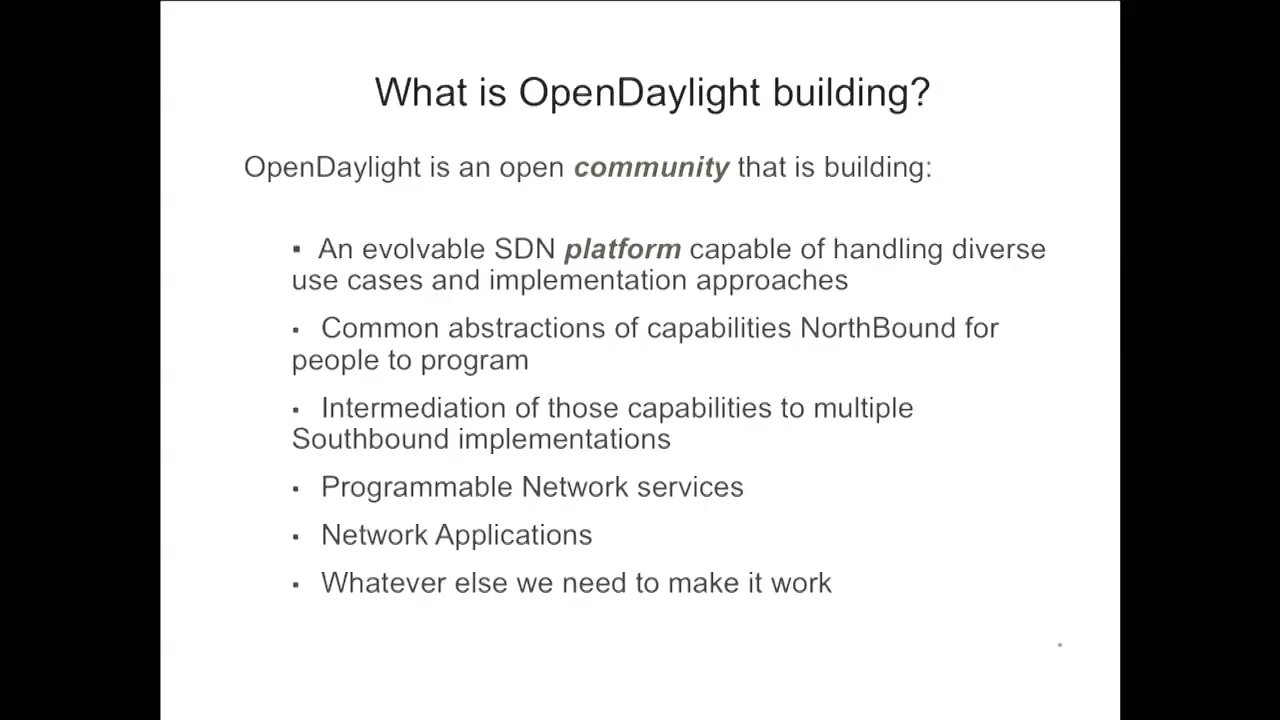 What is OpenDaylight building?
OpenDaylight is an open community that is building:
▪ An evolvable SDN platform capable of handling diverse
use cases and implementation approaches
▪ Common abstractions of capabilities NorthBound for
people to program
▪ Intermediation of those capabilities to multiple
Southbound implementations
▪ Programmable Network services
▪ Network Applications
▪ Whatever else we need to make it work
*